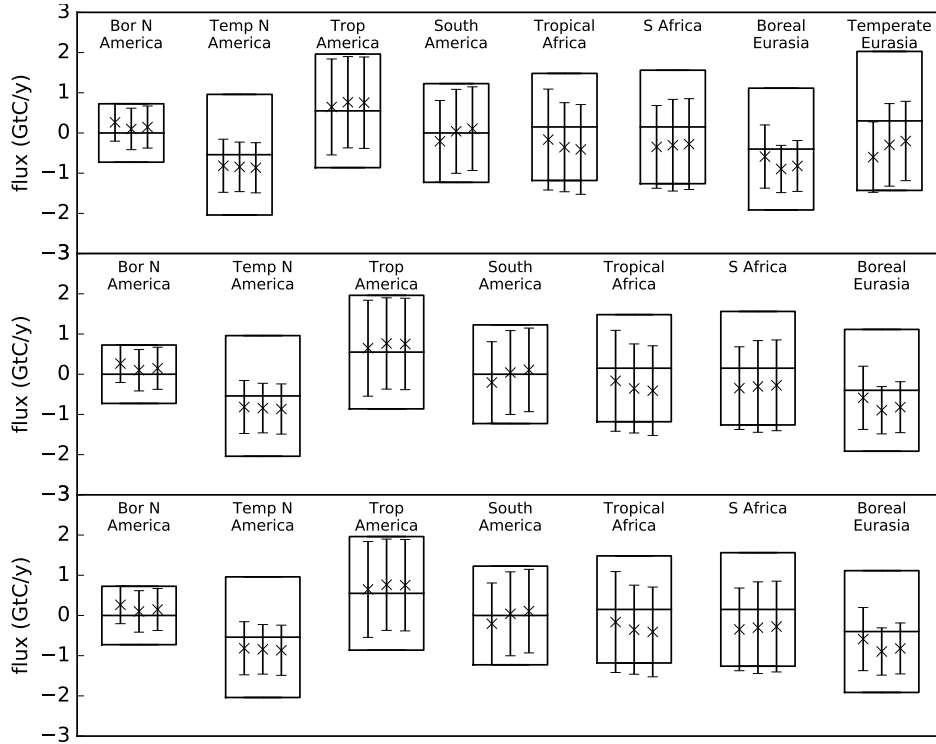 3
2
1
0
−1
−2
−3
flux (GtC/y)
Bor N
America
Temp N
America
Trop
America
South
America
Tropical
Africa
S Africa
Boreal
Eurasia
Temperate
Eurasia
2
1
0
−1
−2
−3
flux (GtC/y)
Bor N
America
Temp N
America
Trop
America
South
America
Tropical
Africa
S Africa
Boreal
Eurasia
2
1
0
−1
−2
−3
flux (GtC/y)
Bor N
America
Temp N
America
Trop
America
South
America
Tropical
Africa
S Africa
Boreal
Eurasia